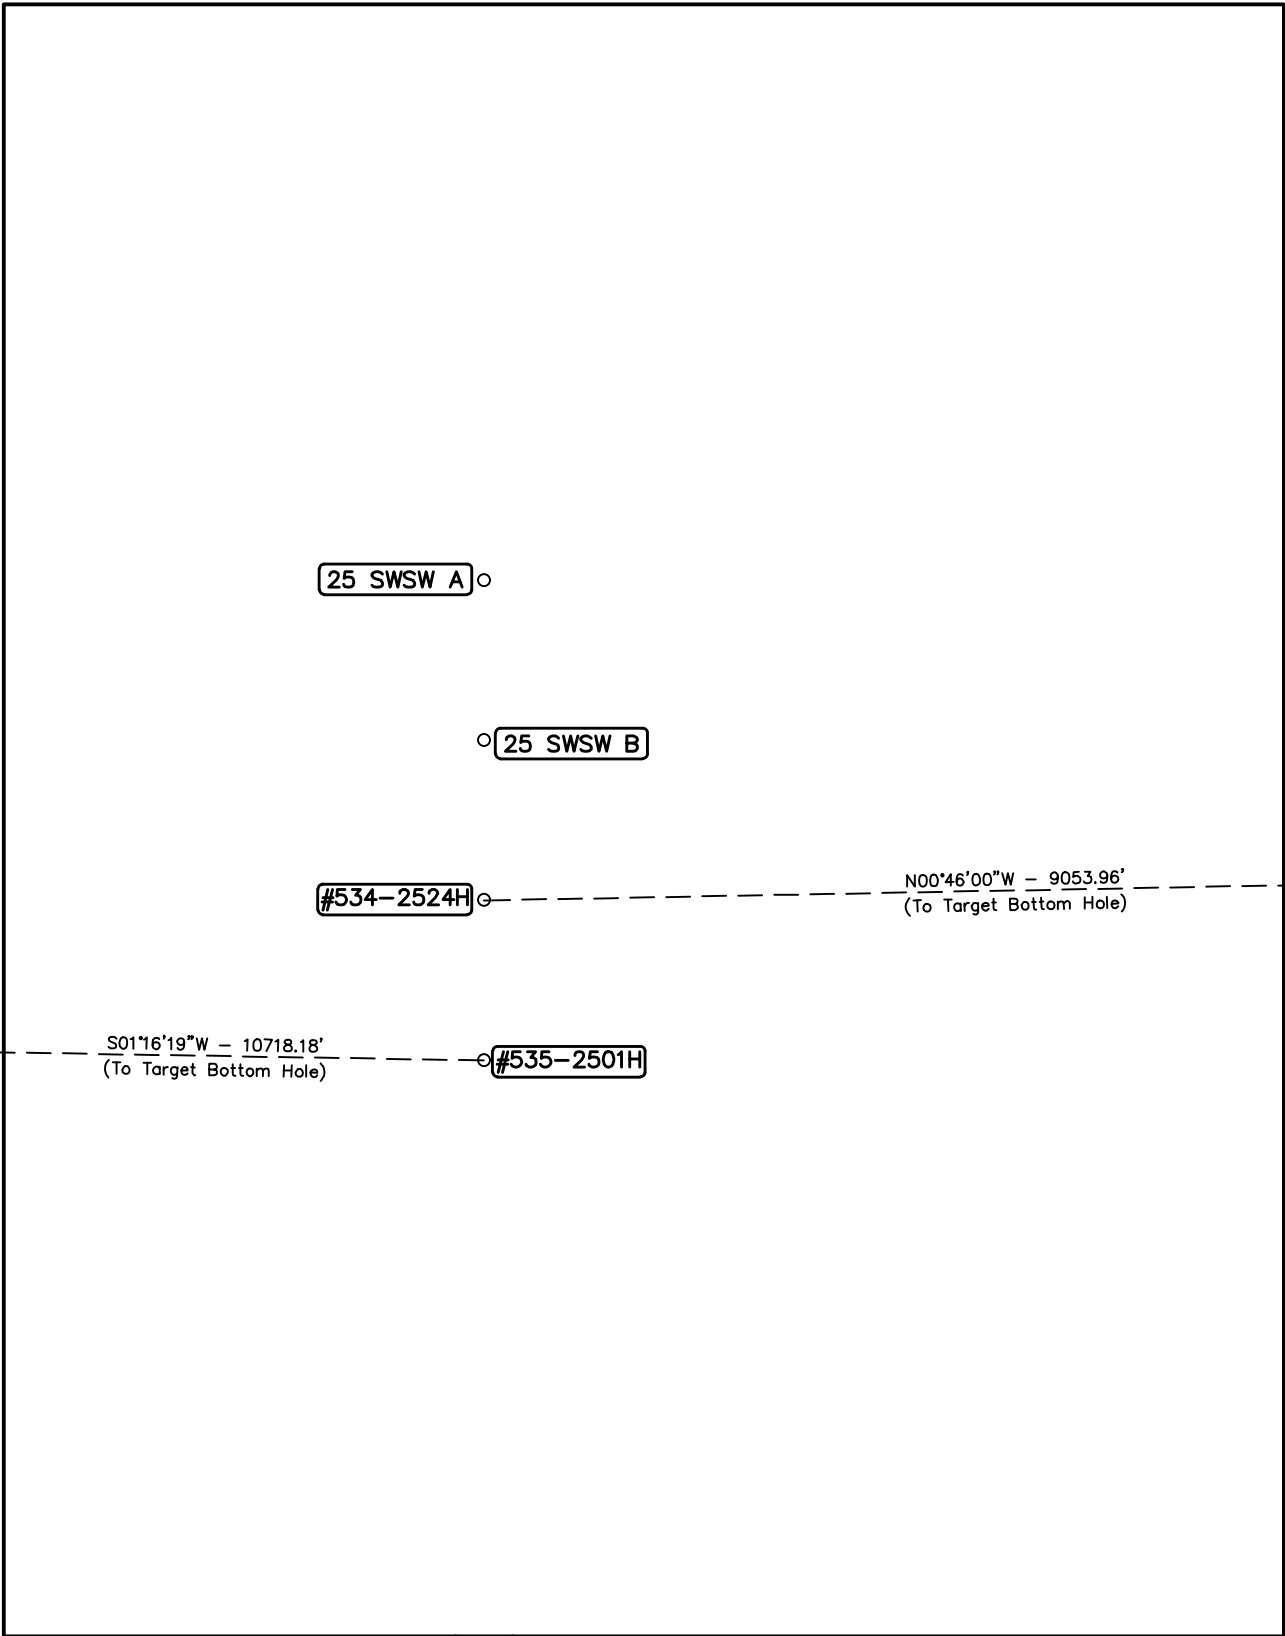 25 SWSW A
25 SWSW B
#534-2524H
N00°46'00"W - 9053.96'
(To Target Bottom Hole)
S01°16'19"W - 10718.18'
(To Target Bottom Hole)
#535-2501H